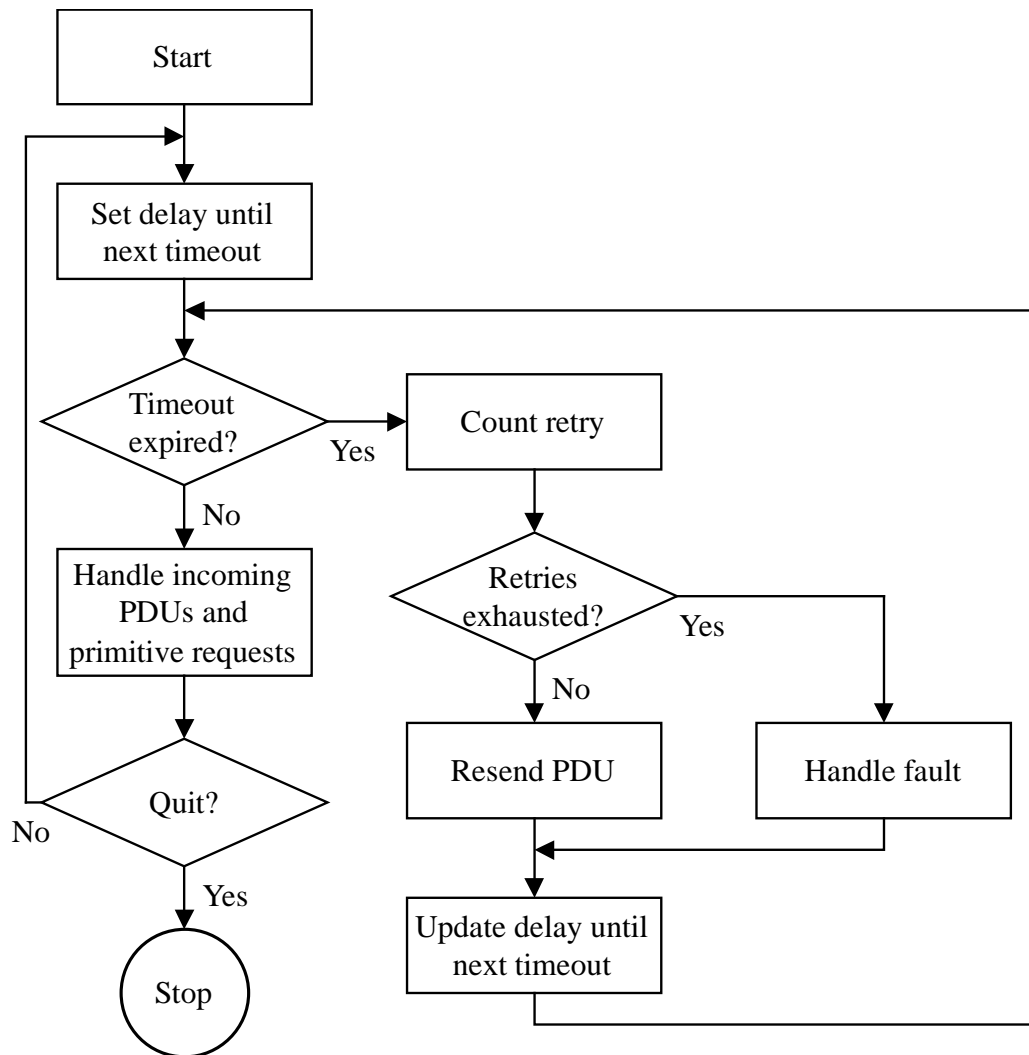 Start
Set delay until
next timeout
Timeout
expired?
Yes
Count retry
No
Handle incoming
PDUs and
primitive requests
Retries
exhausted?
Yes
No
Resend PDU
Handle fault
Quit?
No
Yes
Update delay until
next timeout
Stop